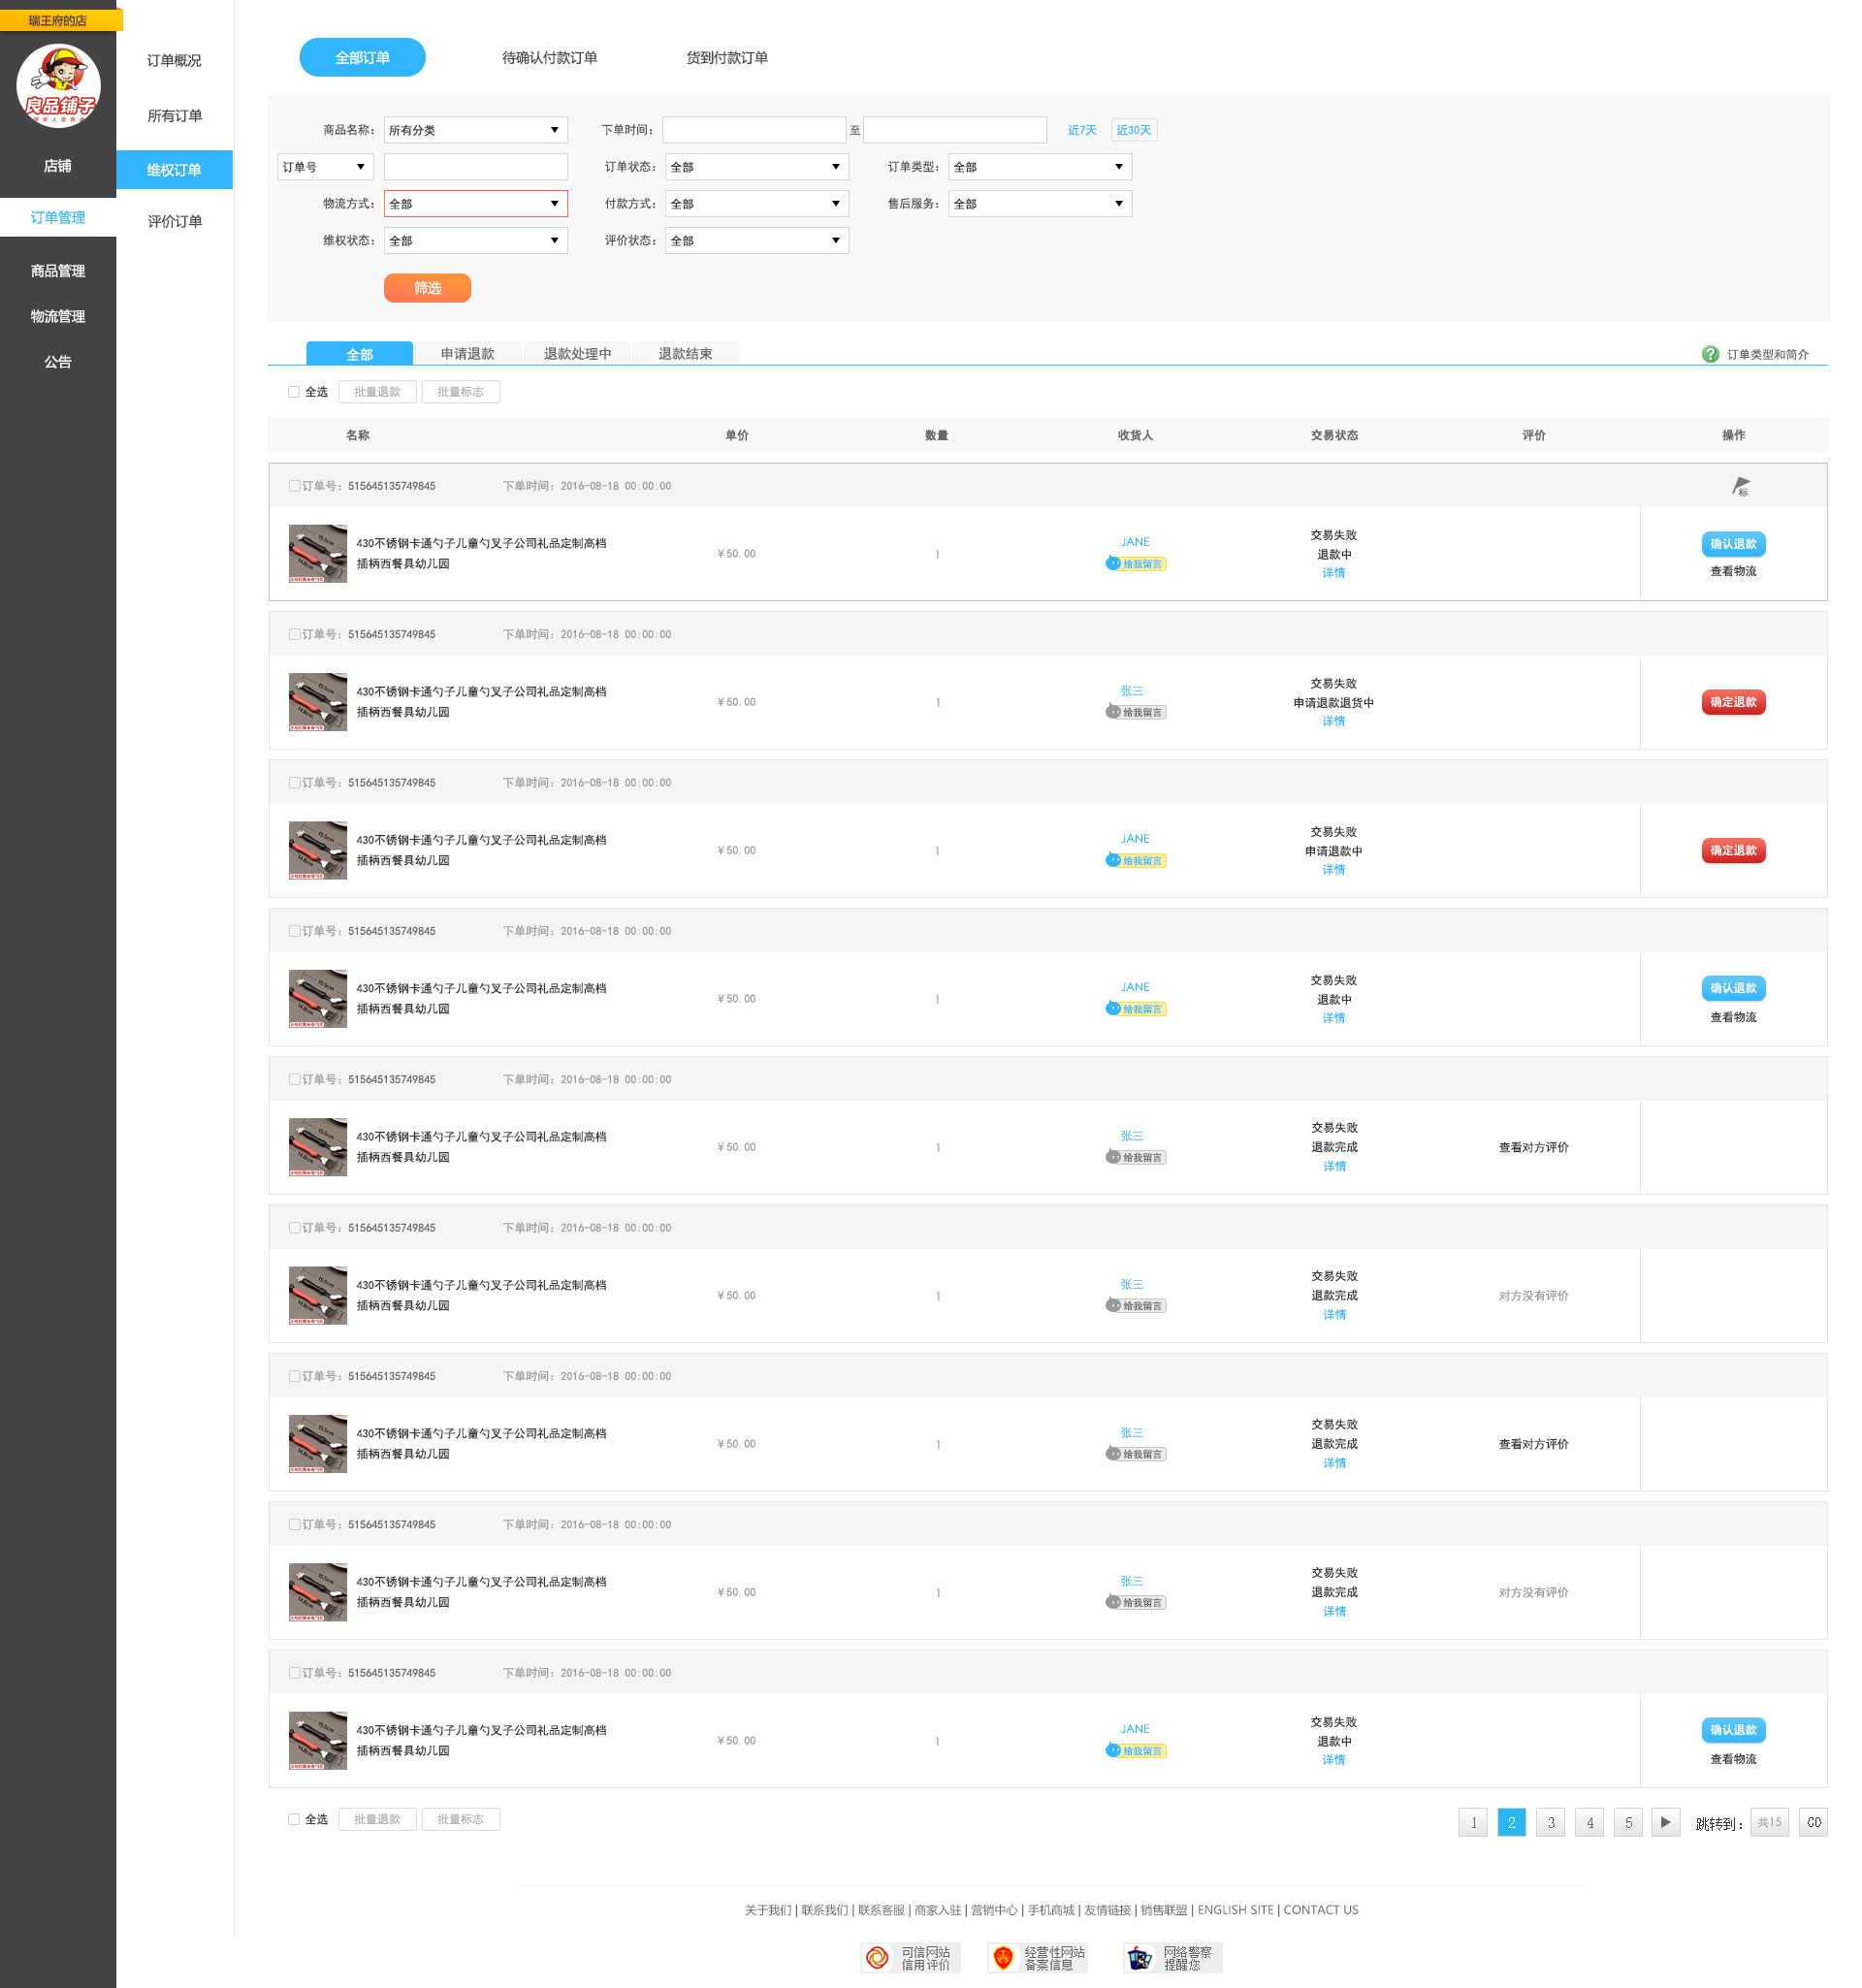 瑞王府的店
良品铺子
店铺
订单管理
商品管理
物流管理
公告
订单概况
所有订单
维权订单
评价订单
全部订单 待确认付款订单 货到付款订单
商品名称： 所有分类 下单时间： 至 近7天 近30天
订单号 订单状态： 全部 订单类型： 全部
物流方式： 全部 付款方式： 全部 售后服务： 全部
维权状态： 全部 评价状态： 全部
筛选
全部 申请退款 退款处理中 退款结束 ? 订单类型和简介
全选 批量退款 批量标志
名称 单价 数量 收货人 交易状态 评价 操作
订单号：515645135749845 下单时间：2016-08-18 00:00:00 标
15.5cm
14.8cm
430不锈钢卡通勺子儿童勺叉子公司礼品定制高档
插柄西餐具幼儿园
¥50.00
1
JANE
给我留言
交易失败
退款中
详情
确认退款
查看物流
订单号：515645135749845 下单时间：2016-08-18 00:00:00
15.5cm
14.8cm
430不锈钢卡通勺子儿童勺叉子公司礼品定制高档
插柄西餐具幼儿园
¥50.00
1
张三
给我留言
交易失败
申请退款退货中
详情
确定退款
订单号：515645135749845 下单时间：2016-08-18 00:00:00
15.5cm
14.8cm
430不锈钢卡通勺子儿童勺叉子公司礼品定制高档
插柄西餐具幼儿园
¥50.00
1
JANE
给我留言
交易失败
申请退款中
详情
确定退款
订单号：515645135749845 下单时间：2016-08-18 00:00:00
15.5cm
14.8cm
430不锈钢卡通勺子儿童勺叉子公司礼品定制高档
插柄西餐具幼儿园
¥50.00
1
JANE
给我留言
交易失败
退款中
详情
确认退款
查看物流
订单号：515645135749845 下单时间：2016-08-18 00:00:00
15.5cm
14.8cm
430不锈钢卡通勺子儿童勺叉子公司礼品定制高档
插柄西餐具幼儿园
¥50.00
1
张三
给我留言
交易失败
退款完成
详情
查看对方评价
订单号：515645135749845 下单时间：2016-08-18 00:00:00
15.5cm
14.8cm
430不锈钢卡通勺子儿童勺叉子公司礼品定制高档
插柄西餐具幼儿园
¥50.00
1
张三
给我留言
交易失败
退款完成
详情
对方没有评价
订单号：515645135749845 下单时间：2016-08-18 00:00:00
15.5cm
14.8cm
430不锈钢卡通勺子儿童勺叉子公司礼品定制高档
插柄西餐具幼儿园
¥50.00
1
张三
给我留言
交易失败
退款完成
详情
查看对方评价
订单号：515645135749845 下单时间：2016-08-18 00:00:00
15.5cm
14.8cm
430不锈钢卡通勺子儿童勺叉子公司礼品定制高档
插柄西餐具幼儿园
¥50.00
1
张三
给我留言
交易失败
退款完成
详情
对方没有评价
订单号：515645135749845 下单时间：2016-08-18 00:00:00
15.5cm
14.8cm
430不锈钢卡通勺子儿童勺叉子公司礼品定制高档
插柄西餐具幼儿园
¥50.00
1
JANE
给我留言
交易失败
退款中
详情
确认退款
查看物流
全选 批量退款 批量标志
1 2 3 4 5 跳转到： 共15 GO
关于我们 | 联系我们 | 联系客服 | 商家入驻 | 营销中心 | 手机商城 | 友情链接 | 销售联盟 | ENGLISH SITE | CONTACT US
可信网站
信用评价
经营性网站
备案信息
网络警察
提醒您